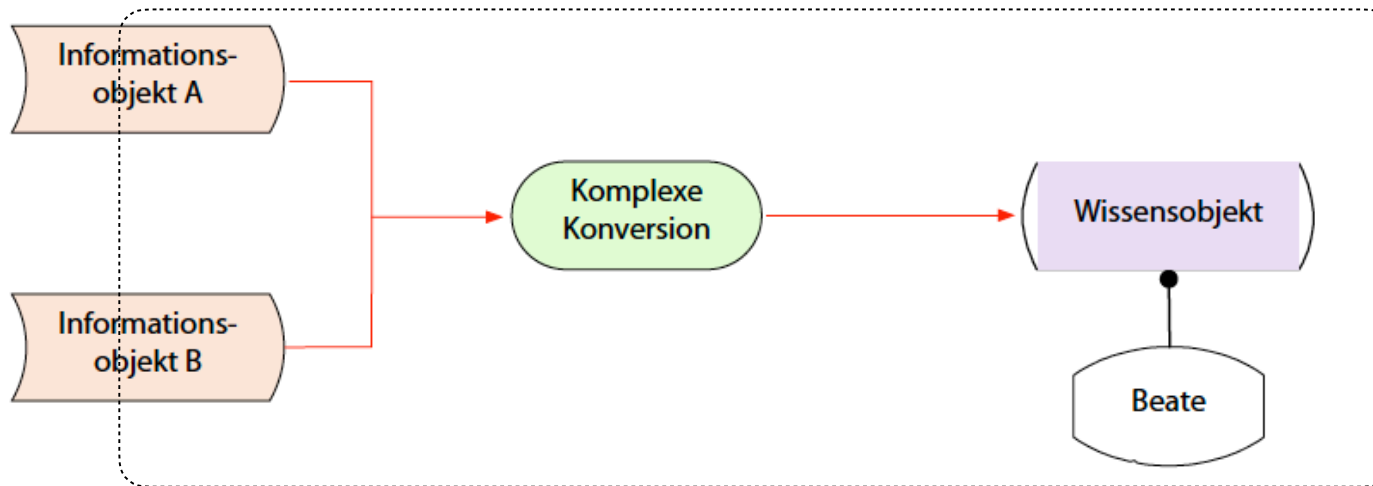 Informations-
objekt A
Komplexe
Konversion
Wissensobjekt
Informations-
objekt B
Beate